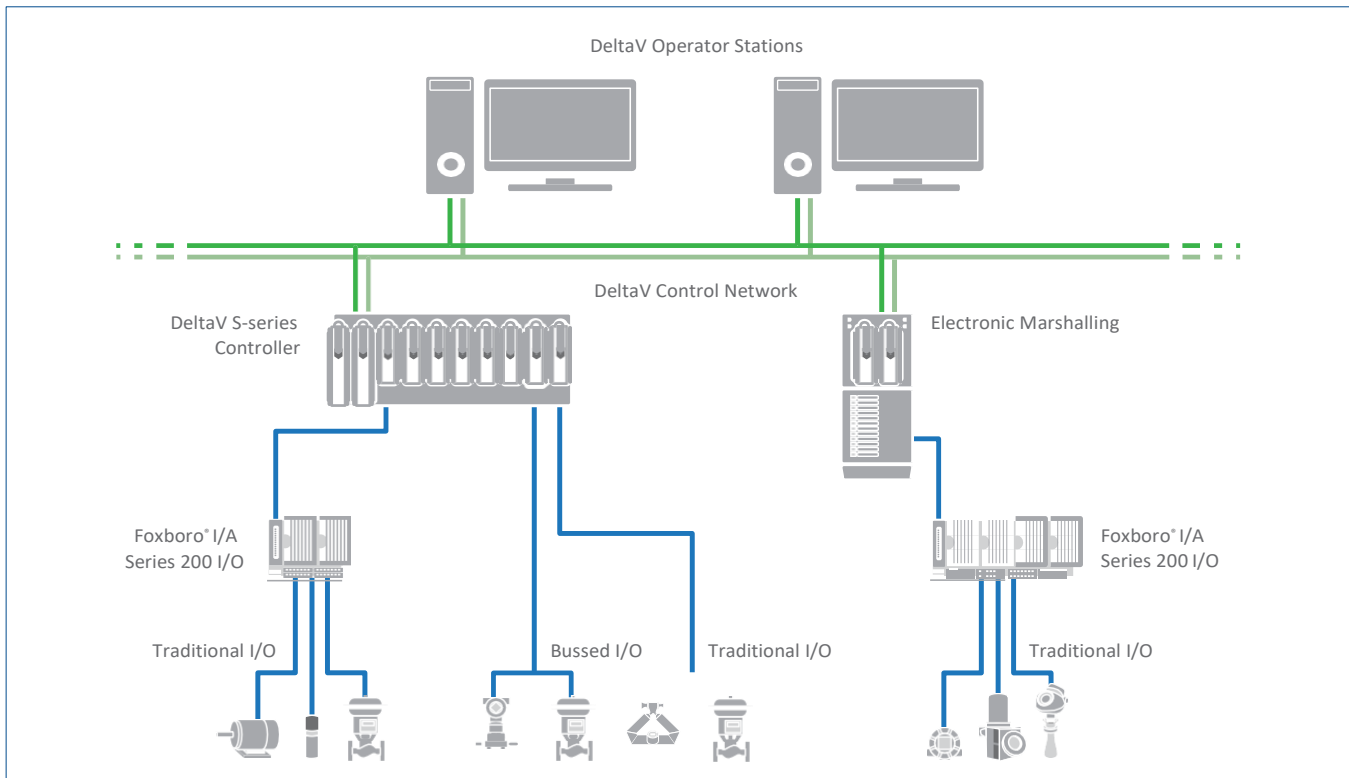 DeltaV Operator Stations
DeltaV Control Network
DeltaV S-series
Controller
Electronic Marshalling
Foxboro® I/A
Series 200 I/O
Foxboro® I/A
Series 200 I/O
Traditional I/O
Bussed I/O
Traditional I/O
Traditional I/O